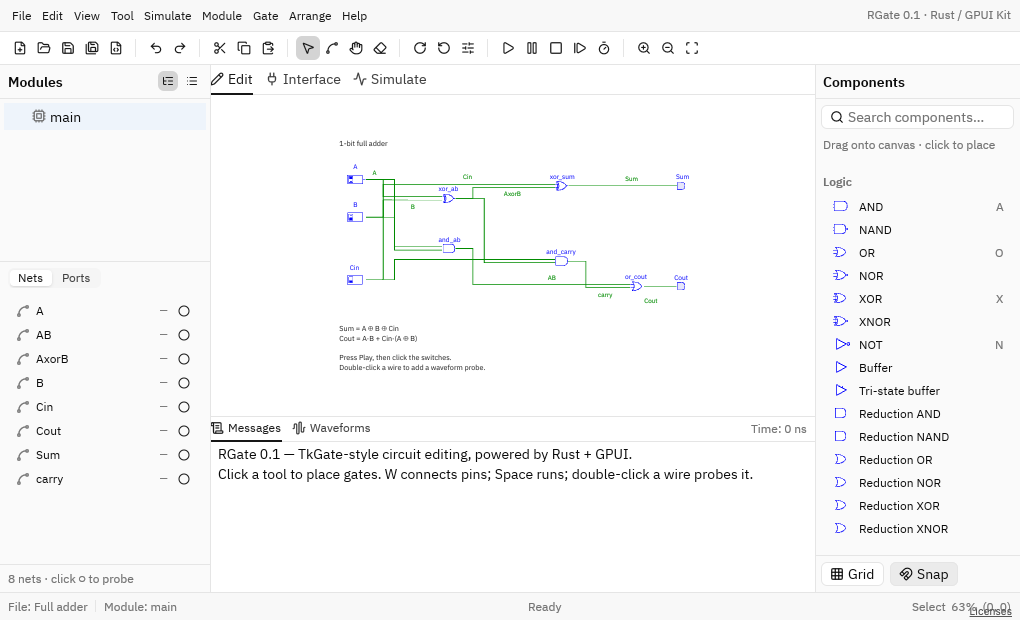 File Edit View Tool Simulate Module Gate Arrange Help
RGate 0.1 · Rust / GPUI Kit
Modules
main
Nets Ports
A
AB
AxorB
B
Cin
Cout
Sum
carry
8 nets · click ○ to probe
Edit Interface Simulate
1-bit full adder
A
A
Cin
xor_sum
Sum
Sum
xor_ab
AxorB
B
B
and_ab
and_carry
Cin
AB
or_cout
Cout
carry
Cout
Sum = A ⊕ B ⊕ Cin
Cout = A·B + Cin·(A ⊕ B)
Press Play, then click the switches.
Double-click a wire to add a waveform probe.
Messages Waveforms
Time: 0 ns
RGate 0.1 — TkGate-style circuit editing, powered by Rust + GPUI.
Click a tool to place gates. W connects pins; Space runs; double-click a wire probes it.
Components
Search components...
Drag onto canvas · click to place
Logic
AND A
NAND
OR O
NOR
XOR X
XNOR
NOT N
Buffer
Tri-state buffer
Reduction AND
Reduction NAND
Reduction OR
Reduction NOR
Reduction XOR
Reduction XNOR
Grid Snap
File: Full adder Module: main
Ready
Select 63% (0, 0)
Licenses